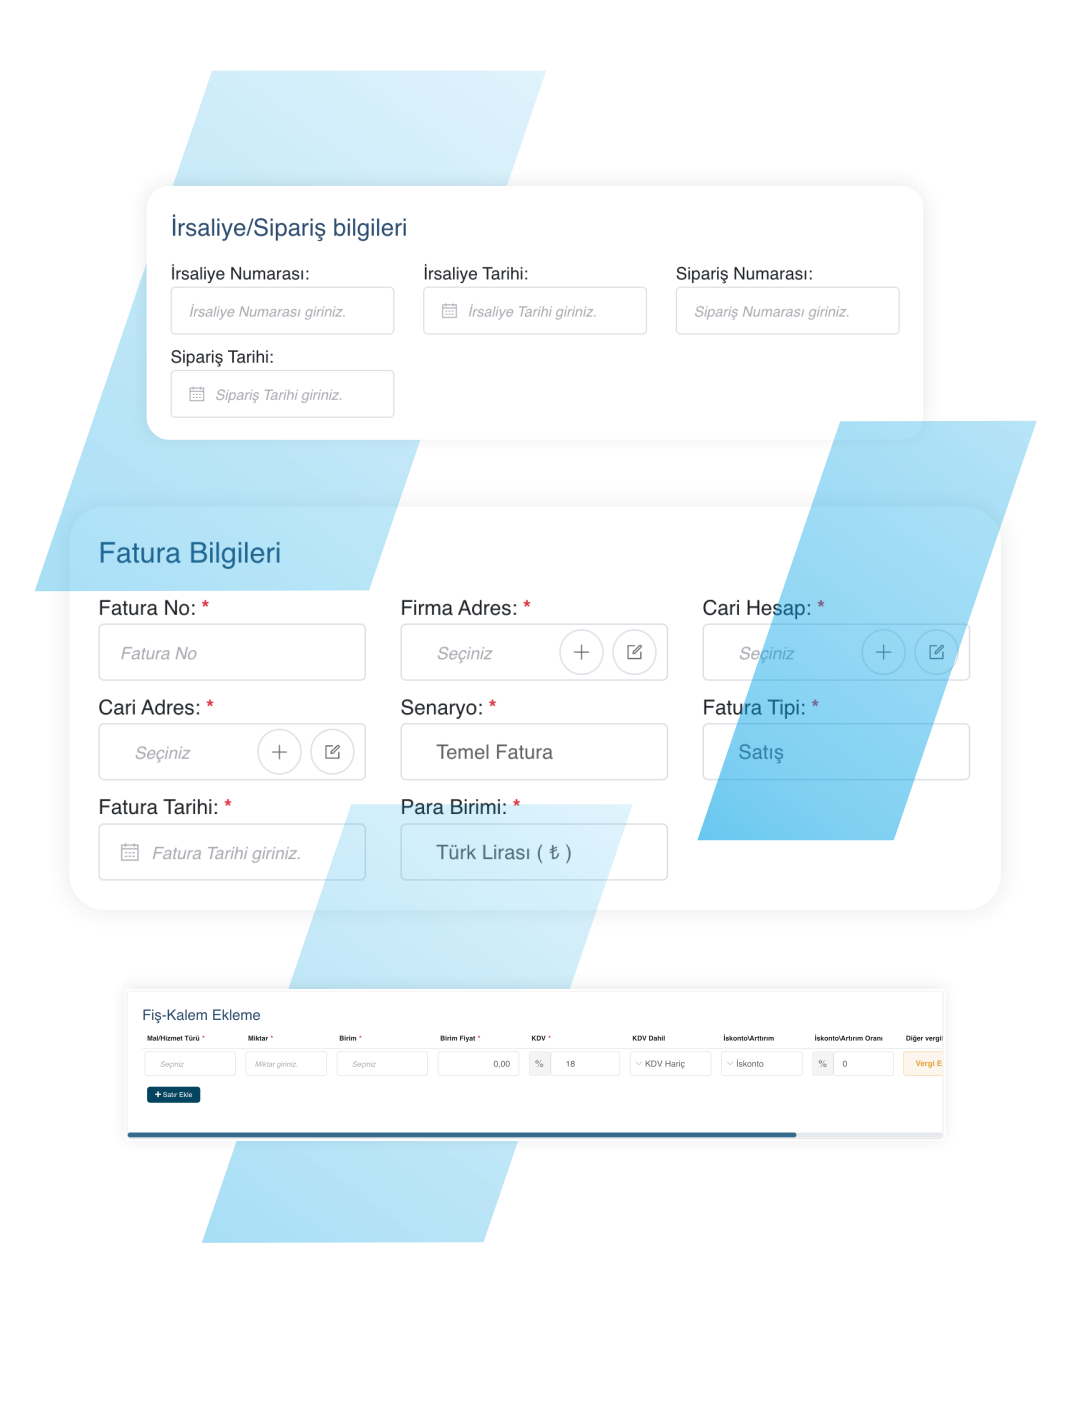 İrsaliye/Sipariş bilgileri
İrsaliye Numarası: İrsaliye Tarihi: Sipariş Numarası:
İrsaliye Numarası giriniz. İrsaliye Tarihi giriniz. Sipariş Numarası giriniz.
Sipariş Tarihi:
Sipariş Tarihi giriniz.
Fatura Bilgileri
Fatura No: * Firma Adres: * Cari Hesap: *
Fatura No Seçiniz Seçiniz
Cari Adres: * Senaryo: * Fatura Tipi: *
Seçiniz Temel Fatura Satış
Fatura Tarihi: * Para Birimi: *
Fatura Tarihi giriniz. Türk Lirası ( ₺ )
Fiş-Kalem Ekleme
Mal/Hizmet Türü * Miktar * Birim * Birim Fiyat * KDV * KDV Dahil İskonto\Arttırım İskonto\Artırım Oranı Diğer vergil
Seçiniz Miktar giriniz. Seçiniz 0,00 % 18 KDV Hariç İskonto % 0 Vergi E
+ Satır Ekle